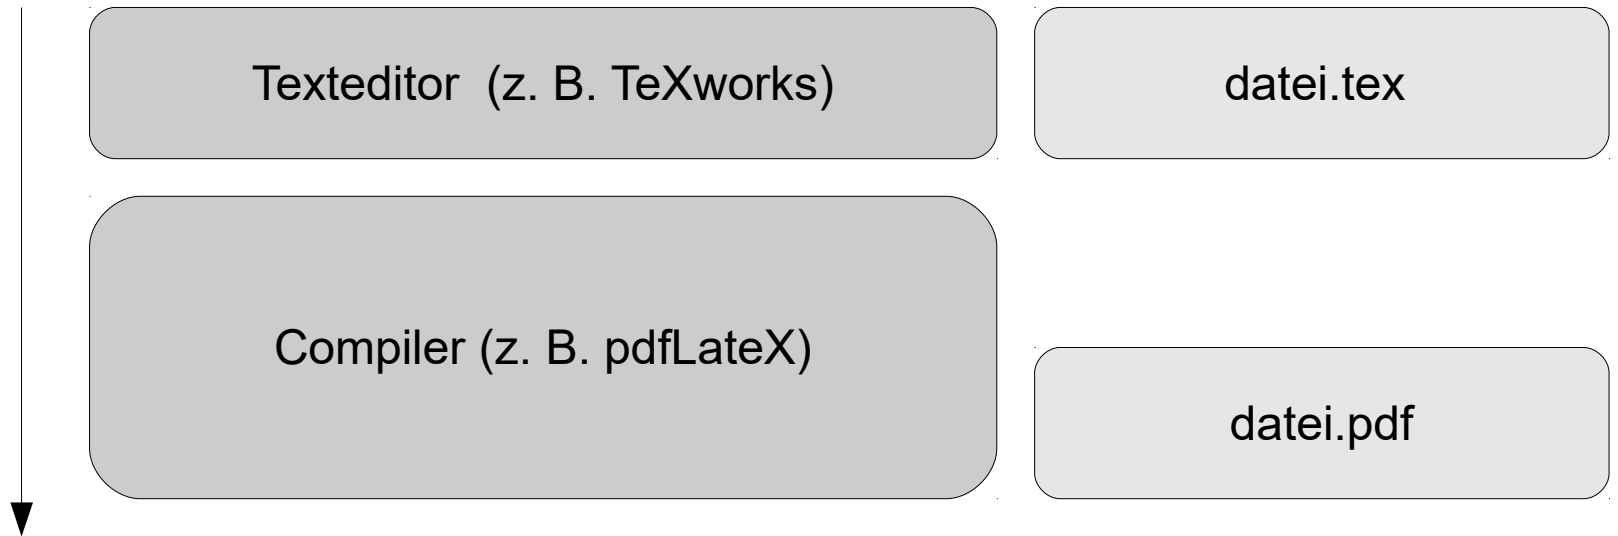 Texteditor  (z. B. TeXworks)
datei.tex
Compiler (z. B. pdfLateX)
datei.pdf